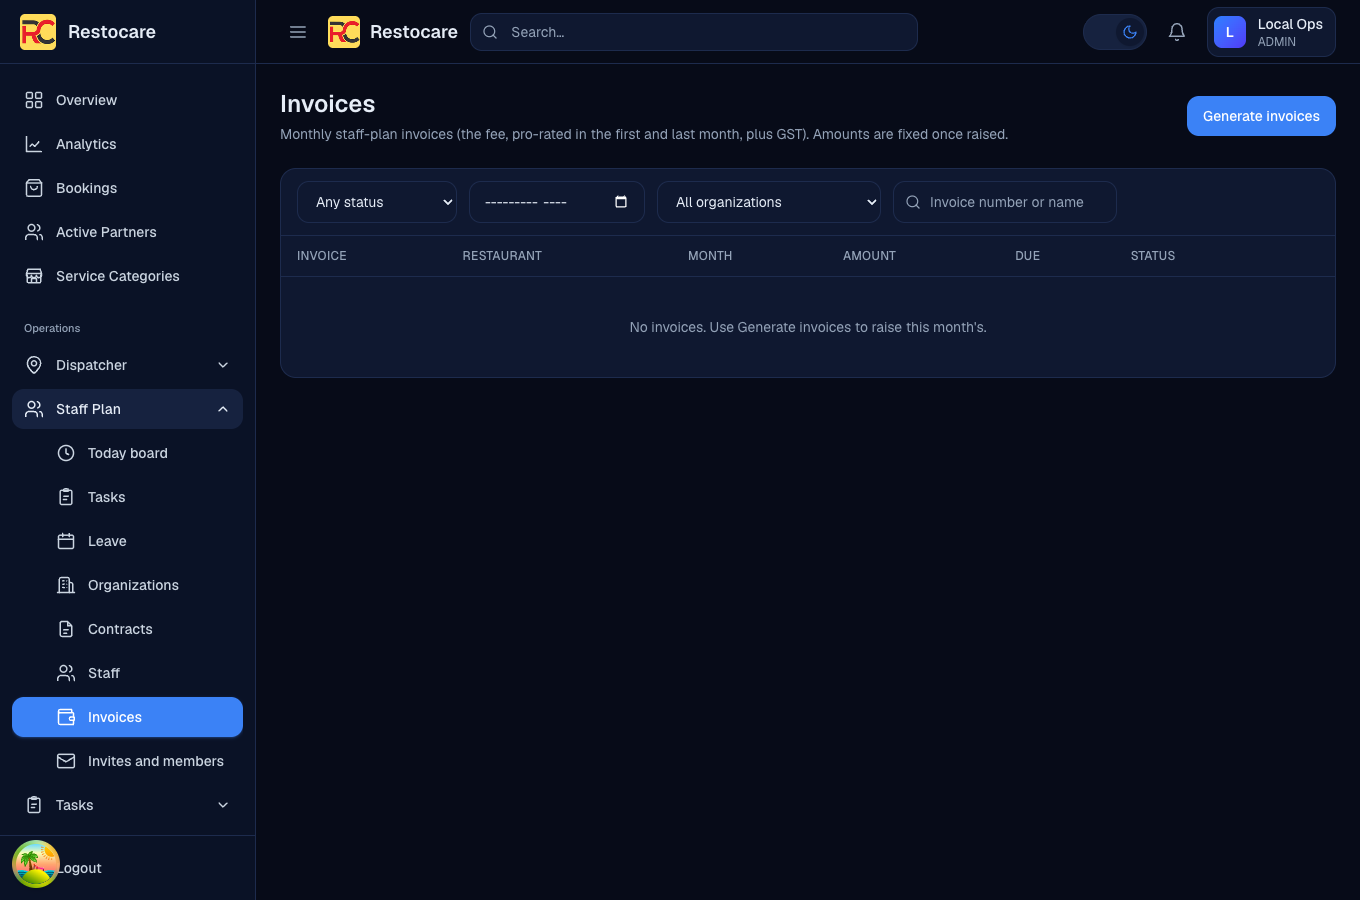 RC
Restocare
RC
Restocare
Search...
L
Local Ops
ADMIN
Overview
Analytics
Bookings
Active Partners
Service Categories
Operations
Dispatcher
Staff Plan
Today board
Tasks
Leave
Organizations
Contracts
Staff
Invoices
Invites and members
Tasks
Logout
Invoices
Monthly staff-plan invoices (the fee, pro-rated in the first and last month, plus GST). Amounts are fixed once raised.
Generate invoices
Any status
--------- ----
All organizations
Invoice number or name
INVOICE RESTAURANT MONTH AMOUNT DUE STATUS
No invoices. Use Generate invoices to raise this month's.